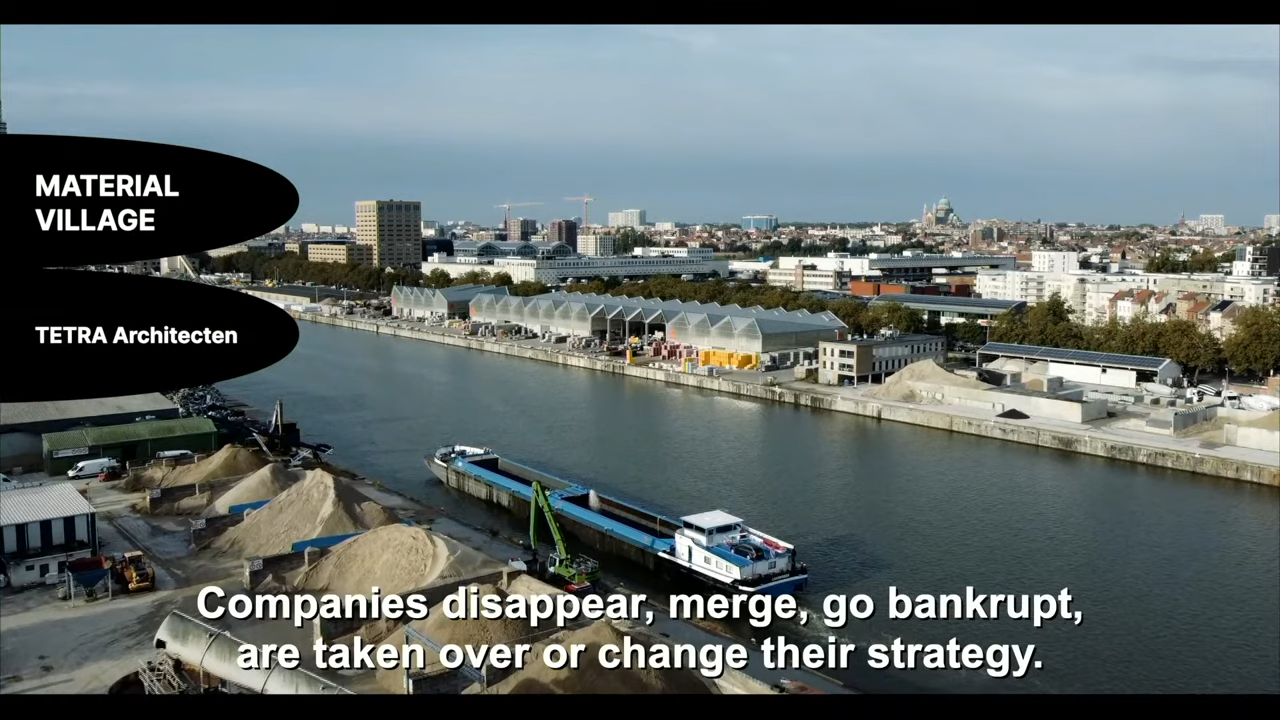 MATERIAL
VILLAGE
TETRA Architecten
Companies disappear, merge, go bankrupt,
are taken over or change their strategy.